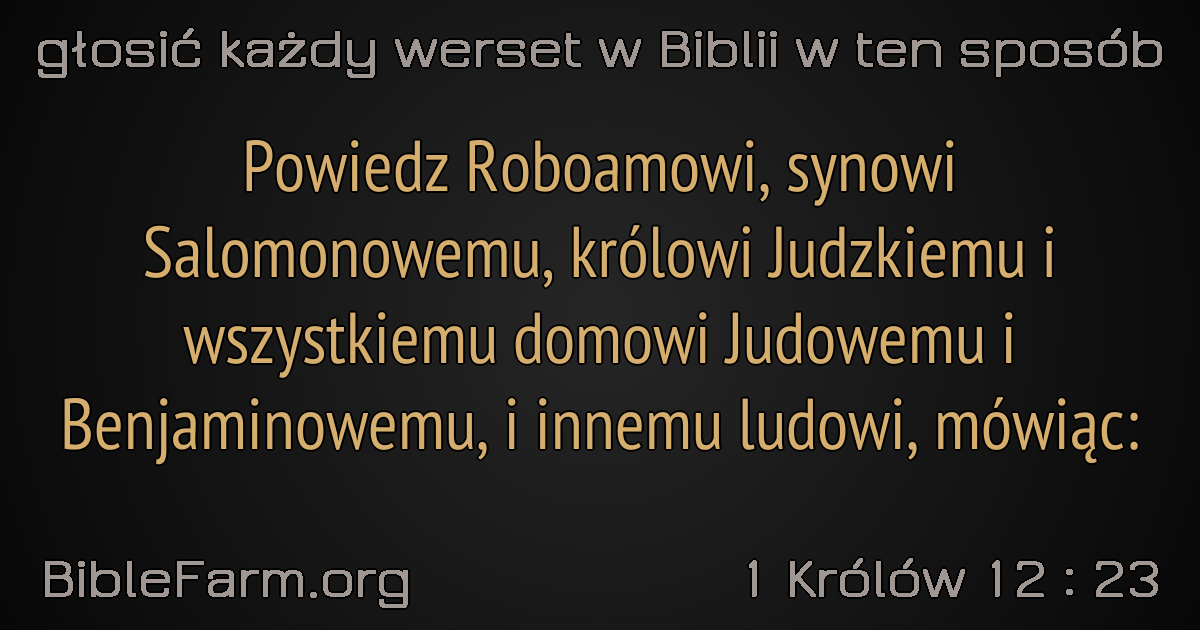 głosić każdy werset w Biblii w ten sposób
Powiedz Roboamowi, synowi
Salomonowemu, królowi Judzkiemu i
wszystkiemu domowi Judowemu i
Benjaminowemu, i innemu ludowi, mówiąc:
BibleFarm.org
1 Królów 12 : 23